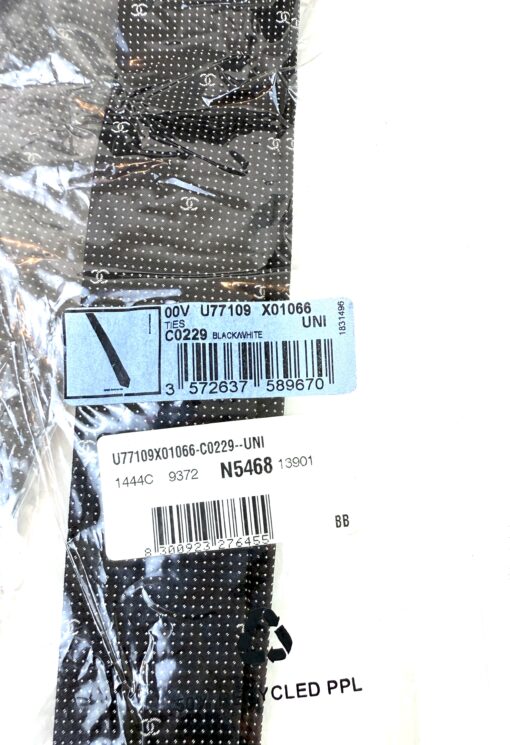 00V U77109 X01066
TIES UNI
C0229 BLACK/WHITE
1831496
3 572637 589670
U77109X01066-C0229--UNI
1444C 9372 N5468 13901
BB
8 300923 276455
YCLED PPL